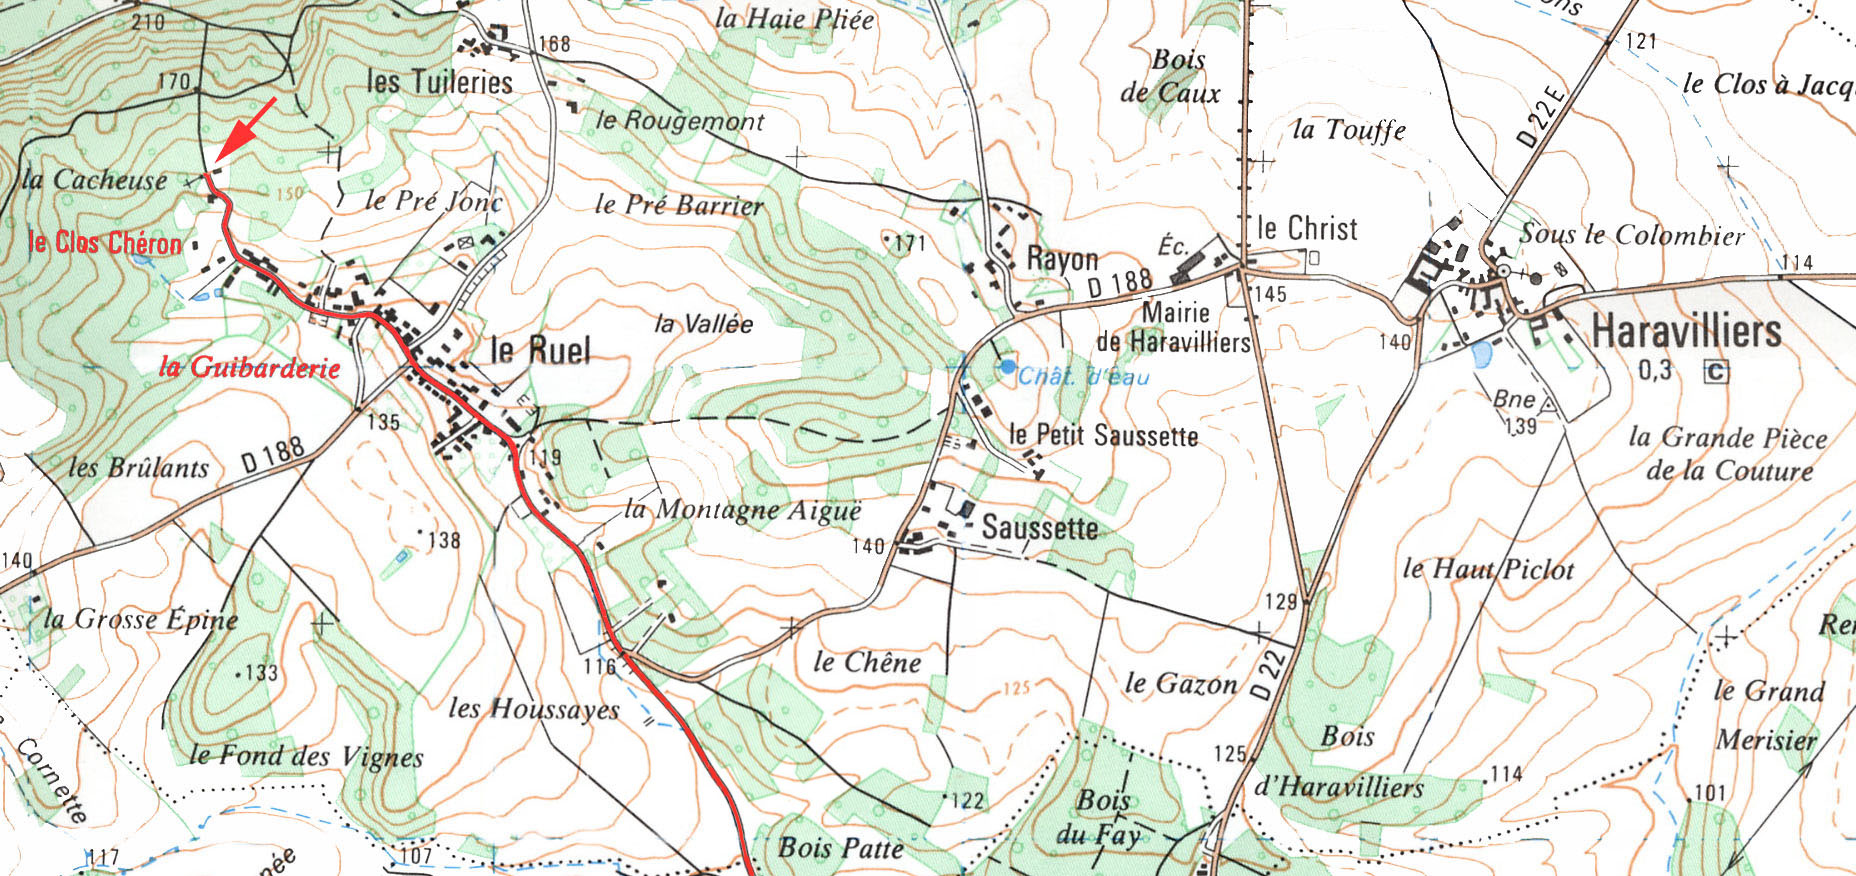 210
la Haie Pliée
168
121
Bois
de Caux
les Tuileries
170
le Clos à Jacq
D 22 E
le Rougemont
la Touffe
la Cacheuse
150
le Pré Jonc
le Pré Barrier
le Clos Chéron
171
Rayon
Éc.
le Christ
Sous le Colombier
114
D 188
145
la Vallée
Mairie
de Haravilliers
140
Haravilliers
0,3 C
le Ruel
la Guibarderie
Chât. d'eau
Bne
139
135
le Petit Saussette
la Grande Pièce
de la Couture
les Brûlants
D 188
119
la Montagne Aiguë
138
Saussette
140
140
le Haut Piclot
129
la Grosse Épine
116
133
le Chêne
125
le Gazon
D 22
le Grand
Merisier
les Houssayes
Bois
d'Haravilliers
le Fond des Vignes
Cornette
125
114
122
101
Bois
du Fay
117
107
Bois Patte